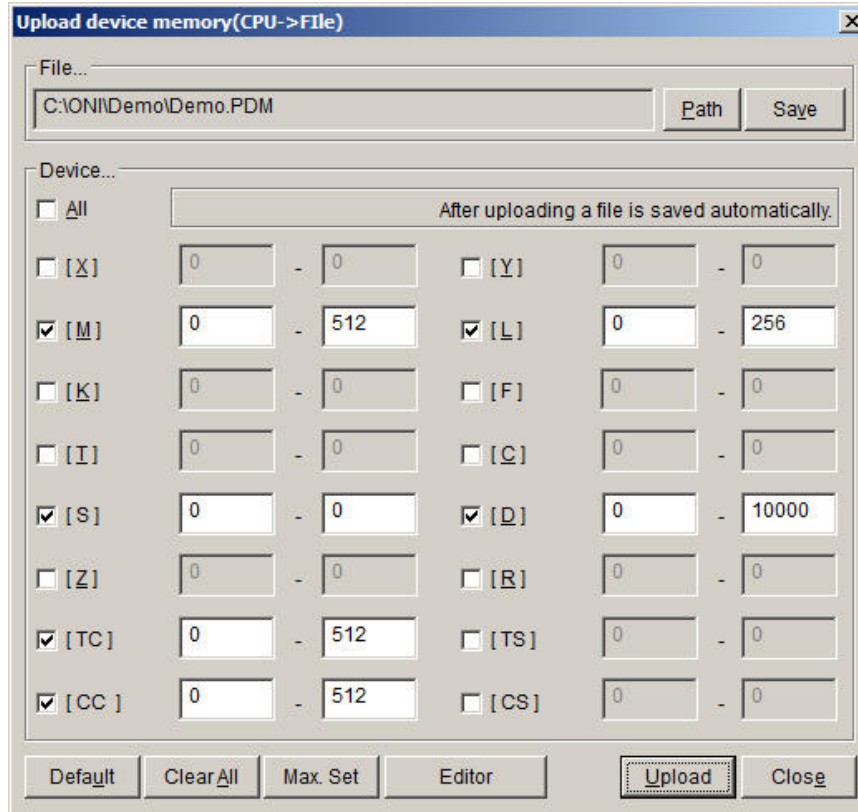 Upload device memory(CPU->FIle)
File...
C:\ONI\Demo\Demo.PDM Path Save
Device...
All After uploading a file is saved automatically.
[X] 0 - 0 [Y] 0 - 0
[M] 0 - 512 [L] 0 - 256
[K] 0 - 0 [F] 0 - 0
[T] 0 - 0 [C] 0 - 0
[S] 0 - 0 [D] 0 - 10000
[Z] 0 - 0 [R] 0 - 0
[TC] 0 - 512 [TS] 0 - 0
[CC ] 0 - 512 [CS] 0 - 0
Default Clear All Max. Set Editor Upload Close